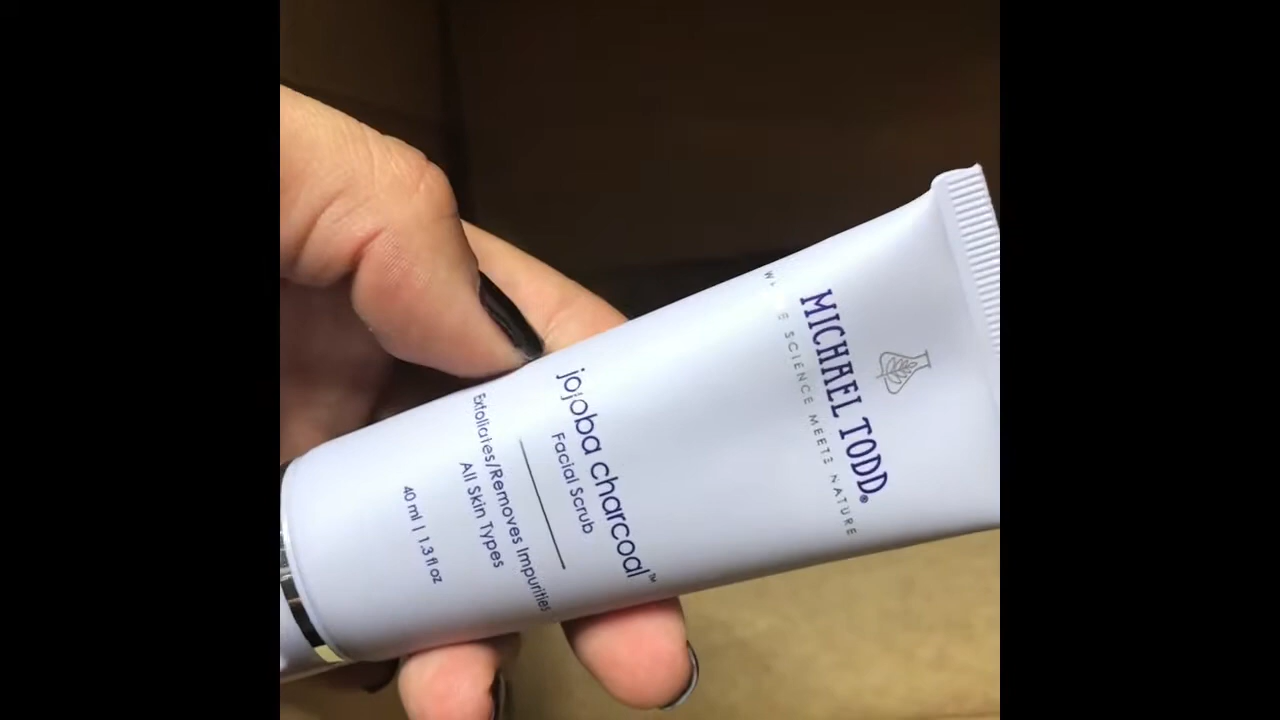 MICHAEL TODD®
SCIENCE MEETS NATURE
jojoba charcoal™
Facial Scrub
Exfoliates/Removes Impurities
All Skin Types
40 ml | 1.3 fl oz